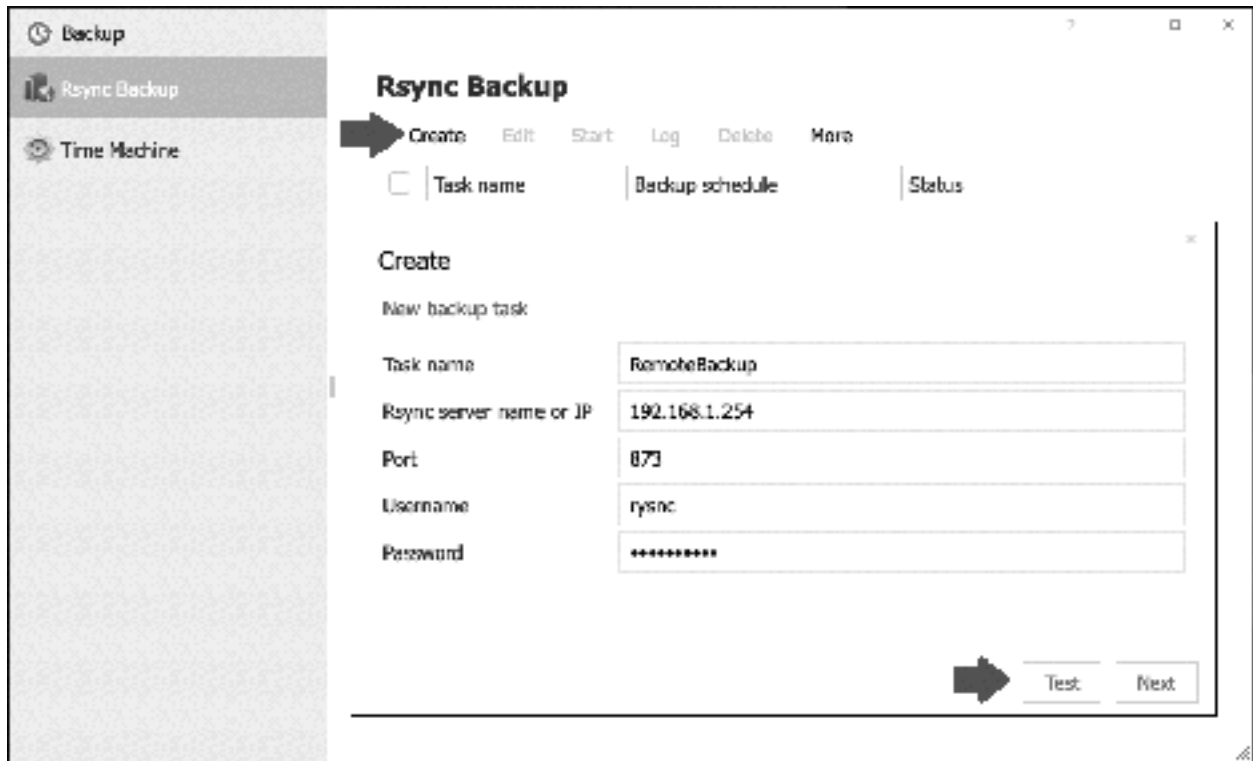 Backup
Rsync Backup
Time Machine
?
Rsync Backup
Create Edit Start Log Delete More
Task name Backup schedule Status
Create
New backup task
Task name RemoteBackup
Rsync server name or IP 192.168.1.254
Port 873
Username rysnc
Password ••••••••••
Test Next